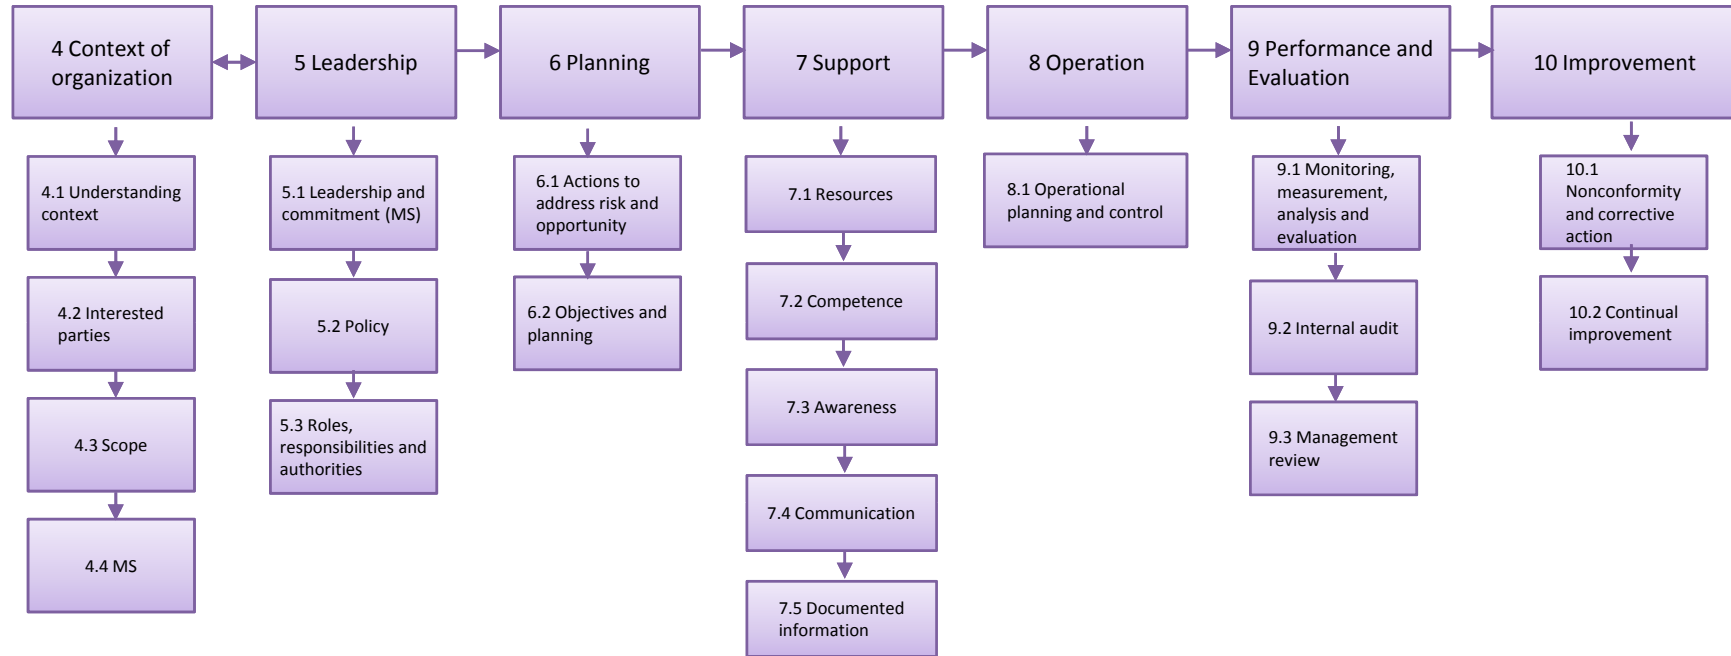 4 Context of
organization
5 Leadership
6 Planning
7 Support
8 Operation
9 Performance and
Evaluation
10 Improvement
4.1 Understanding
context
4.2 Interested
parties
4.3 Scope
4.4 MS
5.1 Leadership and
commitment (MS)
5.2 Policy
5.3 Roles,
responsibilities and
authorities
6.1 Actions to
address risk and
opportunity
6.2 Objectives and
planning
7.1 Resources
7.2 Competence
7.3 Awareness
7.4 Communication
7.5 Documented
information
8.1 Operational
planning and control
9.1 Monitoring,
measurement,
analysis and
evaluation
9.2 Internal audit
9.3 Management
review
10.1
Nonconformity
and corrective
action
10.2 Continual
improvement